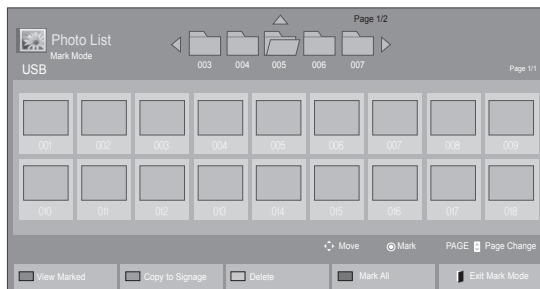 Page 1/2
Photo List
Mark Mode
USB
003 004 005 006 007
Page 1/1
001 002 003 004 005 006 007 008 009
010 011 012 013 014 015 016 017 018
Move Mark PAGE Page Change
View Marked Copy to Signage Delete Mark All Exit Mark Mode